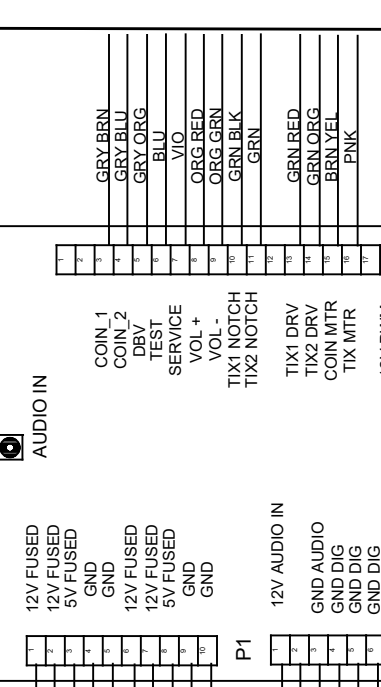 GRY BRN
GRY BLU
GRY ORG
BLU
VIO
ORG RED
ORG GRN
GRN BLK
GRN
GRN RED
GRN ORG
BRN YEL
PNK
1
2
3
4
5
6
7
8
9
10
11
12
13
14
15
16
17
COIN_1
COIN_2
DBV
TEST
SERVICE
VOL +
VOL -
TIX1 NOTCH
TIX2 NOTCH
TIX1 DRV
TIX2 DRV
COIN MTR
TIX MTR
AUDIO IN
12V FUSED
12V FUSED
5V FUSED
GND
GND
12V FUSED
12V FUSED
5V FUSED
GND
GND
1
2
3
4
5
6
7
8
9
10
P1
12V AUDIO IN
GND AUDIO
GND DIG
GND DIG
GND DIG
1
2
3
4
5
6